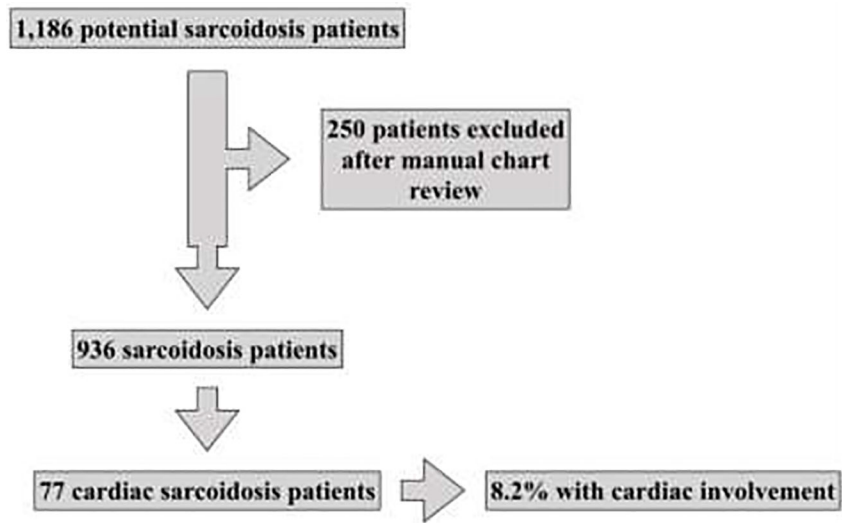 1,186 potential sarcoidosis patients
250 patients excluded
after manual chart
review
936 sarcoidosis patients
77 cardiac sarcoidosis patients
8.2% with cardiac involvement